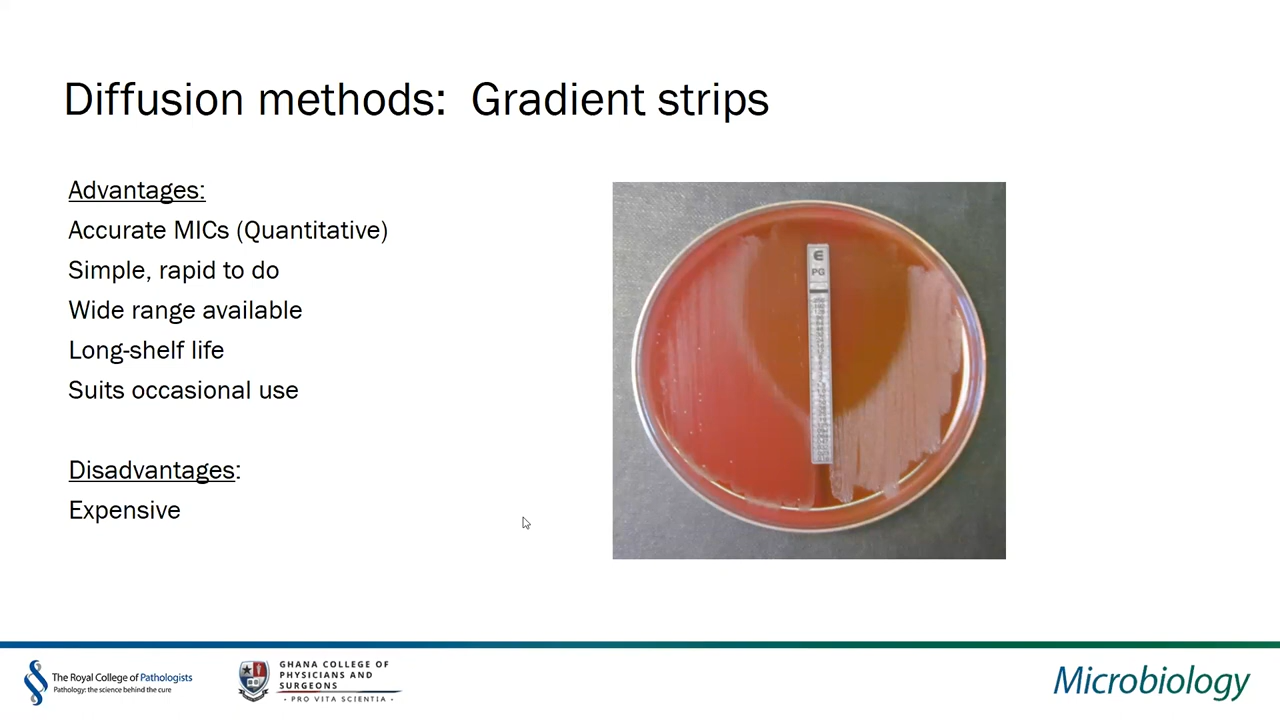 Diffusion methods: Gradient strips
Advantages:
Accurate MICs (Quantitative)
Simple, rapid to do
Wide range available
Long-shelf life
Suits occasional use
Disadvantages:
Expensive
E
PG
The Royal College of Pathologists
Pathology: the science behind the cure
GHANA COLLEGE OF
PHYSICIANS AND
SURGEONS
- PRO VITA SCIENTIA -
Microbiology